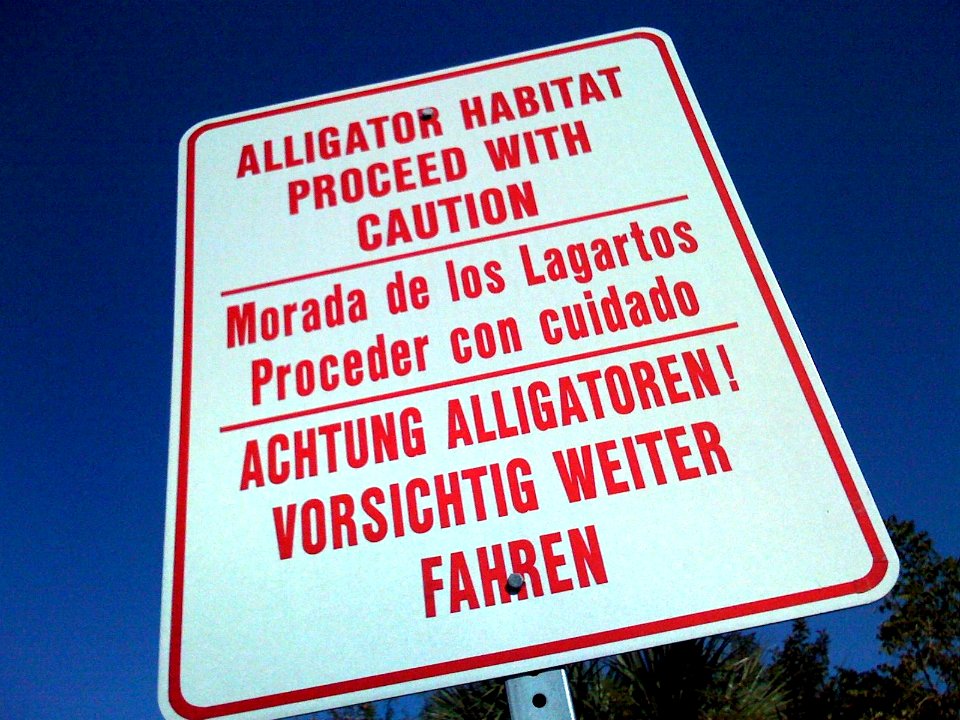 ALLIGATOR HABITAT
PROCEED WITH
CAUTION
Morada de los Lagartos
Proceder con cuidado
ACHTUNG ALLIGATOREN!
VORSICHTIG WEITER
FAHREN